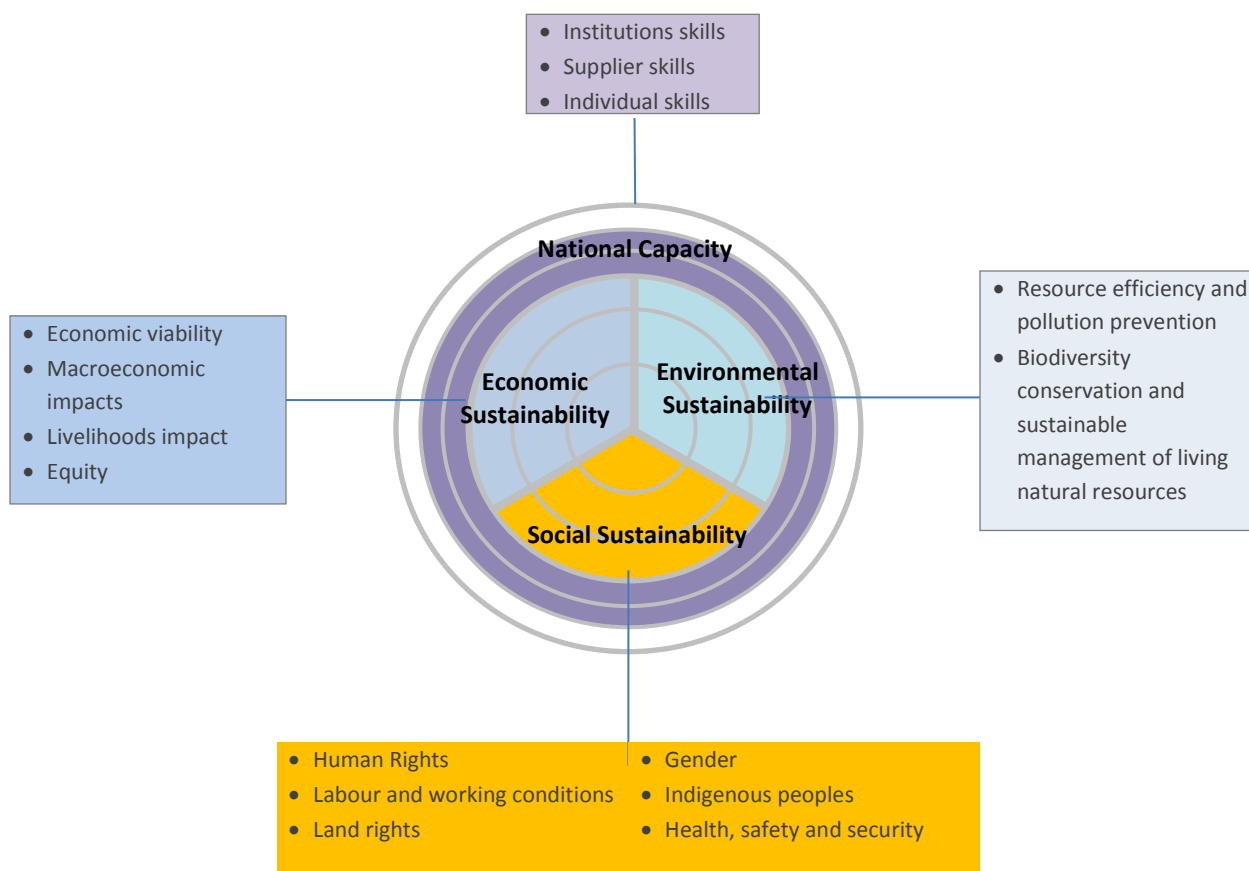 • Institutions skills
• Supplier skills
• Individual skills
National Capacity
• Economic viability
• Macroeconomic
impacts
• Livelihoods impact
• Equity
Economic
Sustainability
Environmental
Sustainability
Social Sustainability
• Resource efficiency and
pollution prevention
• Biodiversity
conservation and
sustainable
management of living
natural resources
• Human Rights
• Labour and working conditions
• Land rights
• Gender
• Indigenous peoples
• Health, safety and security